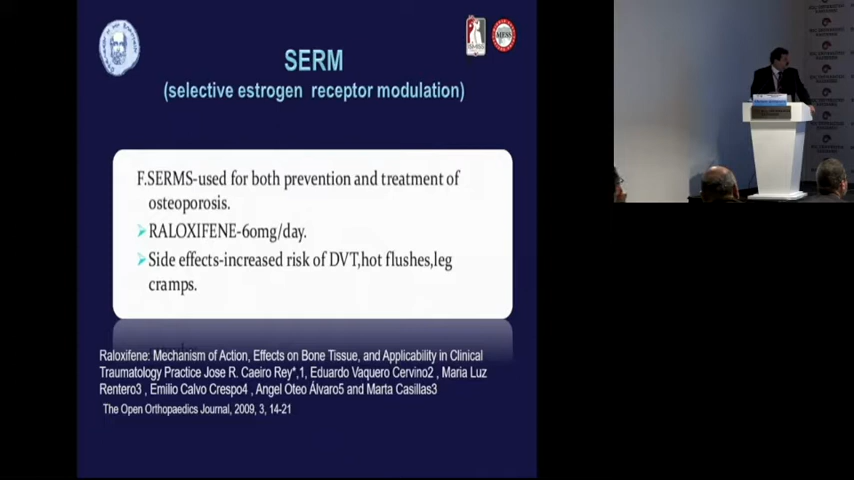 SERM
(selective estrogen receptor modulation)
F.SERMS-used for both prevention and treatment of
osteoporosis.
RALOXIFENE-60mg/day.
Side effects-increased risk of DVT,hot flushes,leg
cramps.
Raloxifene: Mechanism of Action, Effects on Bone Tissue, and Applicability in Clinical
Traumatology Practice Jose R. Caeiro Rey*,1, Eduardo Vaquero Cervino2 , Maria Luz
Rentero3 , Emilio Calvo Crespo4 , Angel Oteo Álvaro5 and Marta Casillas3
The Open Orthopaedics Journal, 2009, 3, 14-21